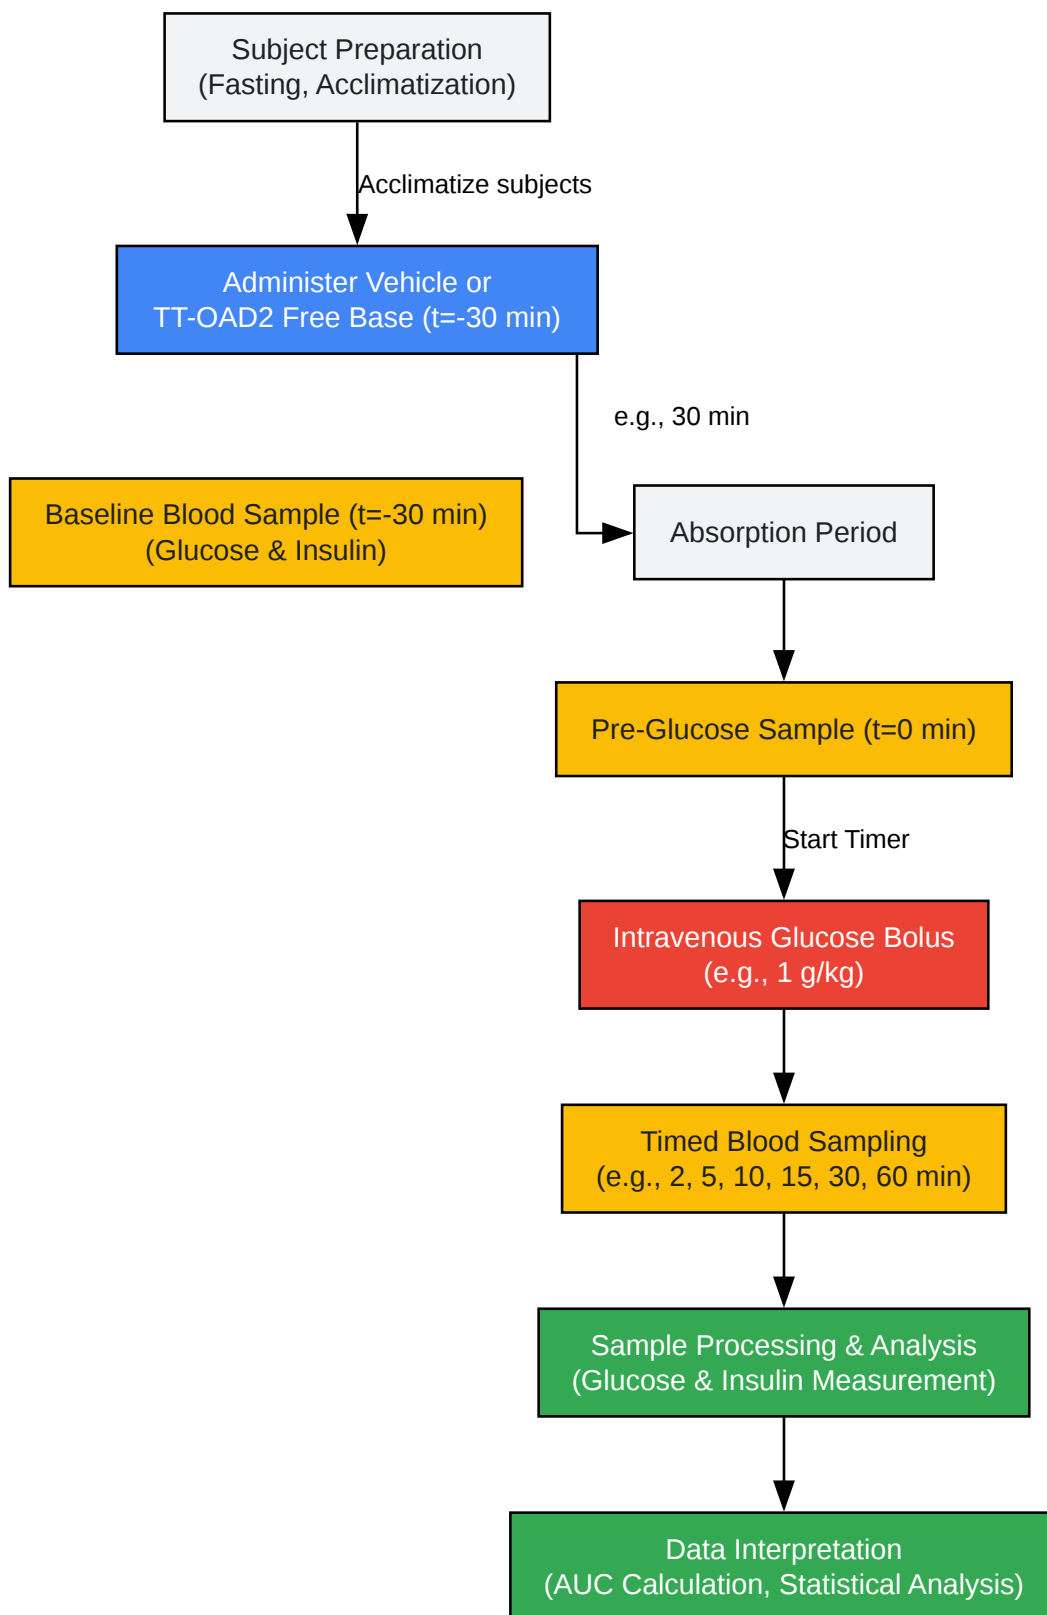 Subject Preparation
(Fasting, Acclimatization)
Acclimatize subjects
Administer Vehicle or
TT-OAD2 Free Base (t=-30 min)
e.g., 30 min
Baseline Blood Sample (t=-30 min)
(Glucose & Insulin)
Absorption Period
Pre-Glucose Sample (t=0 min)
Start Timer
Intravenous Glucose Bolus
(e.g., 1 g/kg)
Timed Blood Sampling
(e.g., 2, 5, 10, 15, 30, 60 min)
Sample Processing & Analysis
(Glucose & Insulin Measurement)
Data Interpretation
(AUC Calculation, Statistical Analysis)